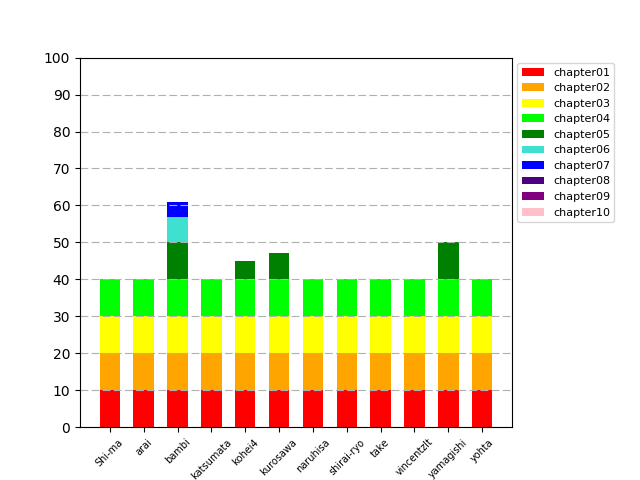 100
90
80
70
60
50
40
30
20
10
0
Shi-ma
arai
bambi
katsumata
kohei4
kurosawa
naruhisa
shirai-ryo
take
vincentzlt
yamagishi
yohta
chapter01
chapter02
chapter03
chapter04
chapter05
chapter06
chapter07
chapter08
chapter09
chapter10